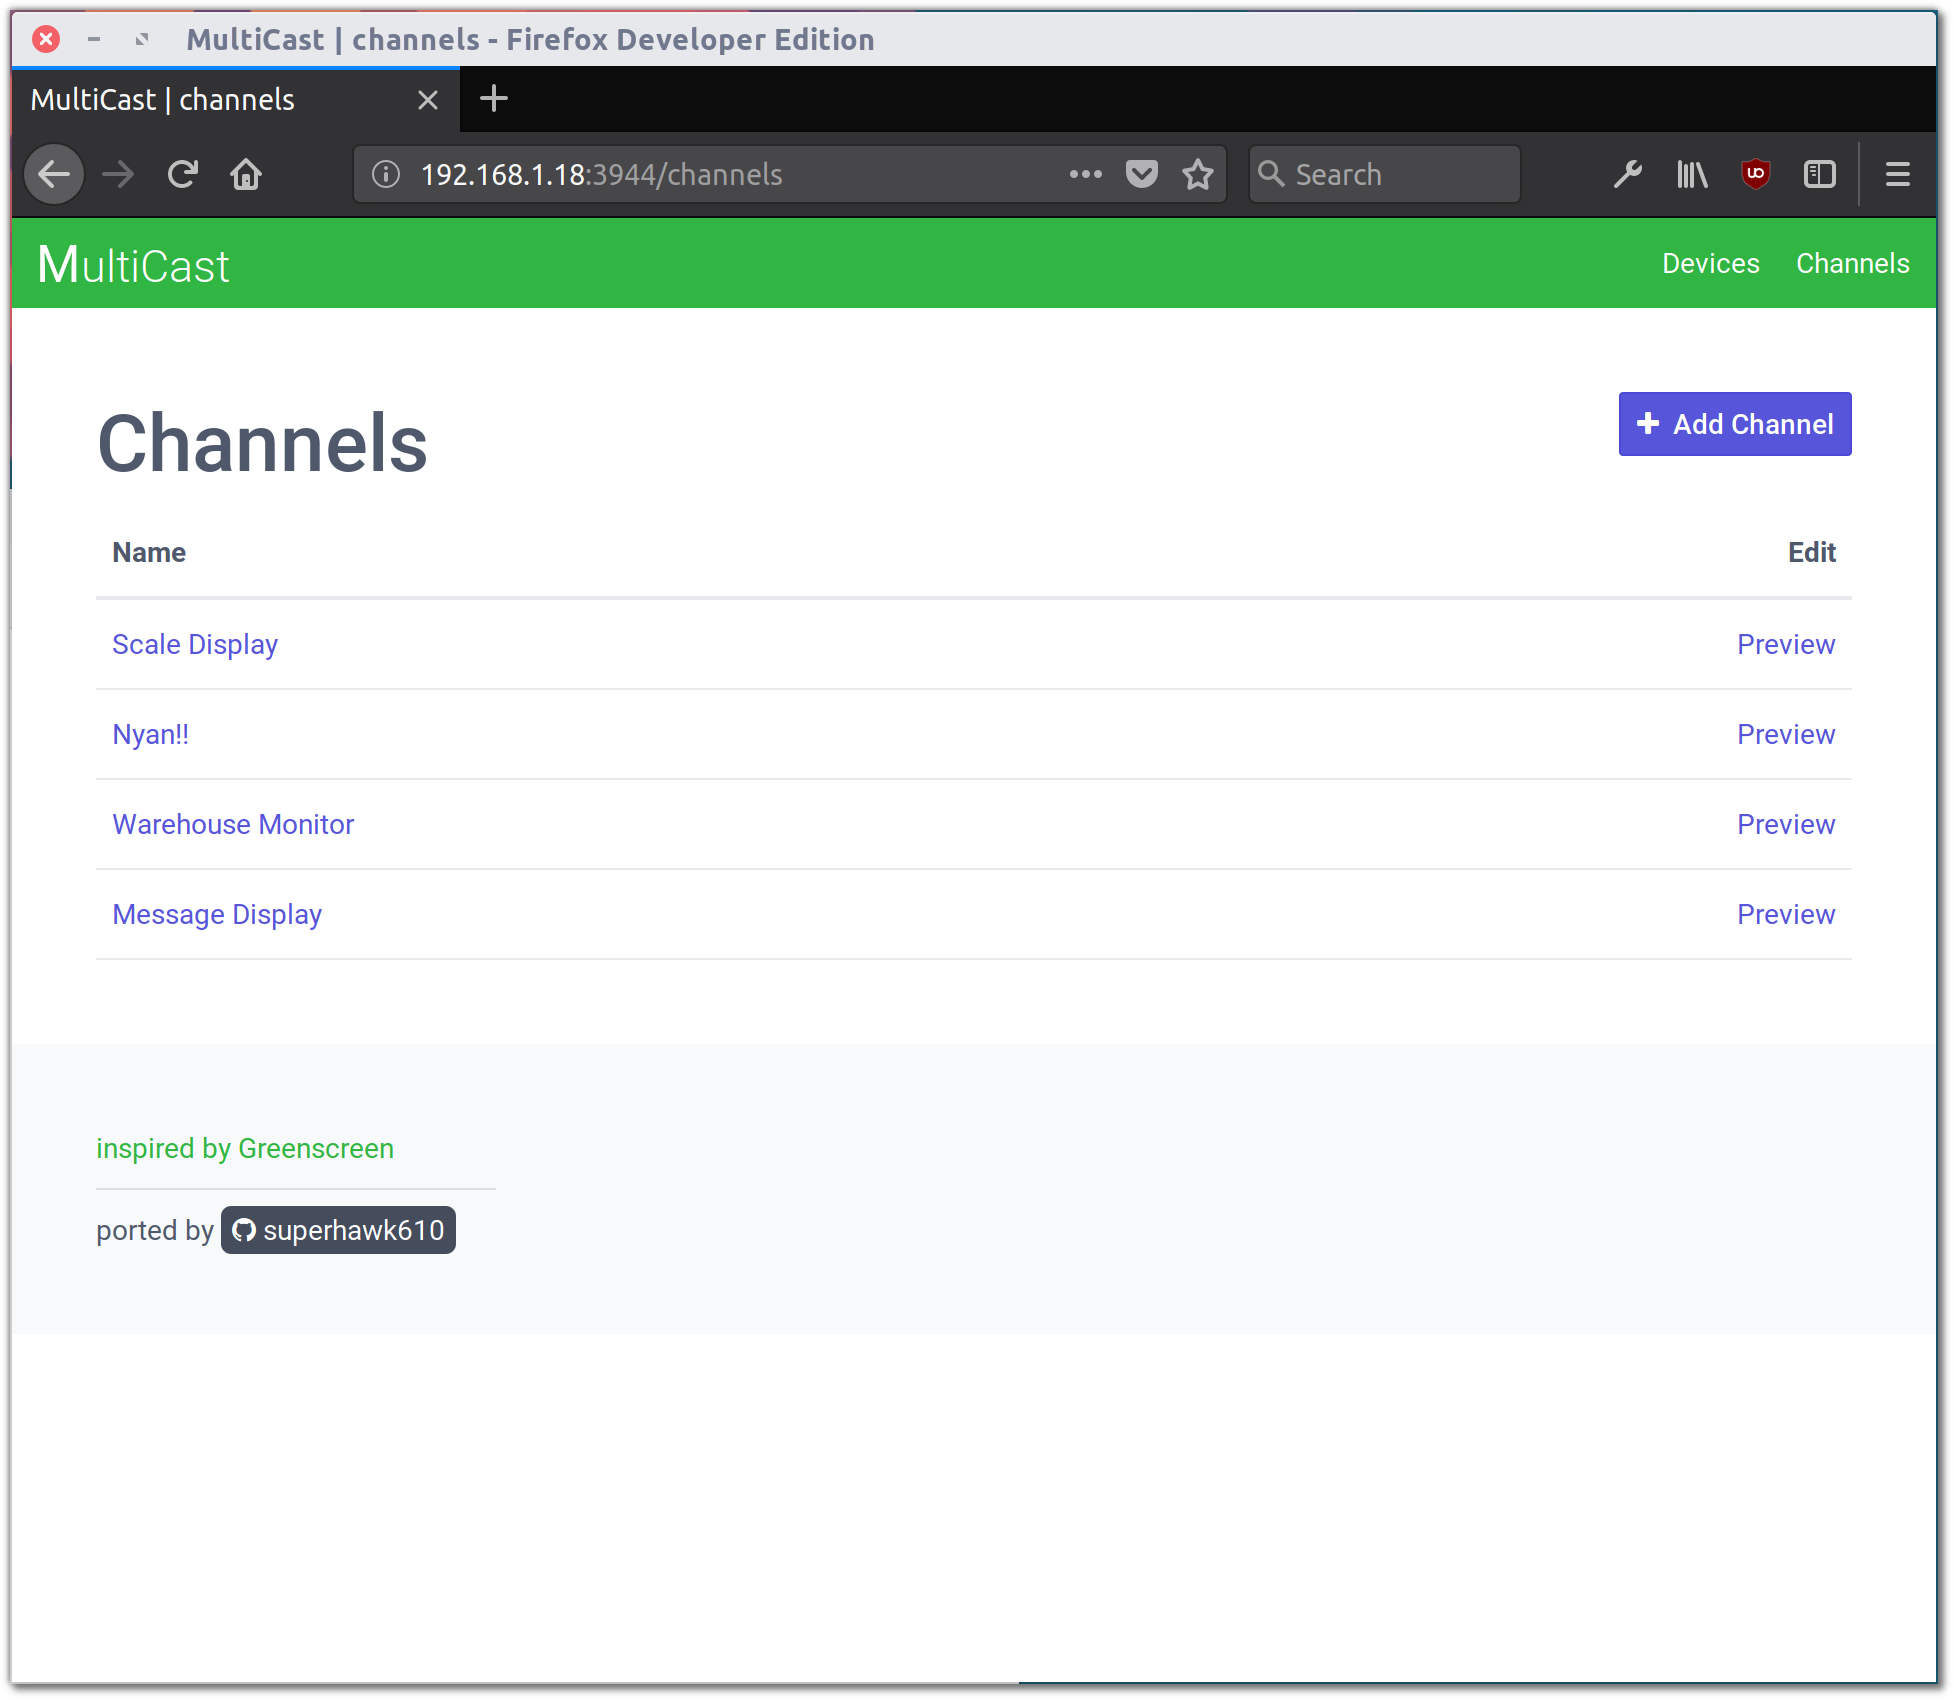 MultiCast | channels - Firefox Developer Edition
MultiCast | channels
192.168.1.18:3944/channels
Search
MultiCast
Devices Channels
Channels
Add Channel
Name Edit
Scale Display Preview
Nyan!! Preview
Warehouse Monitor Preview
Message Display Preview
inspired by Greenscreen
ported by superhawk610